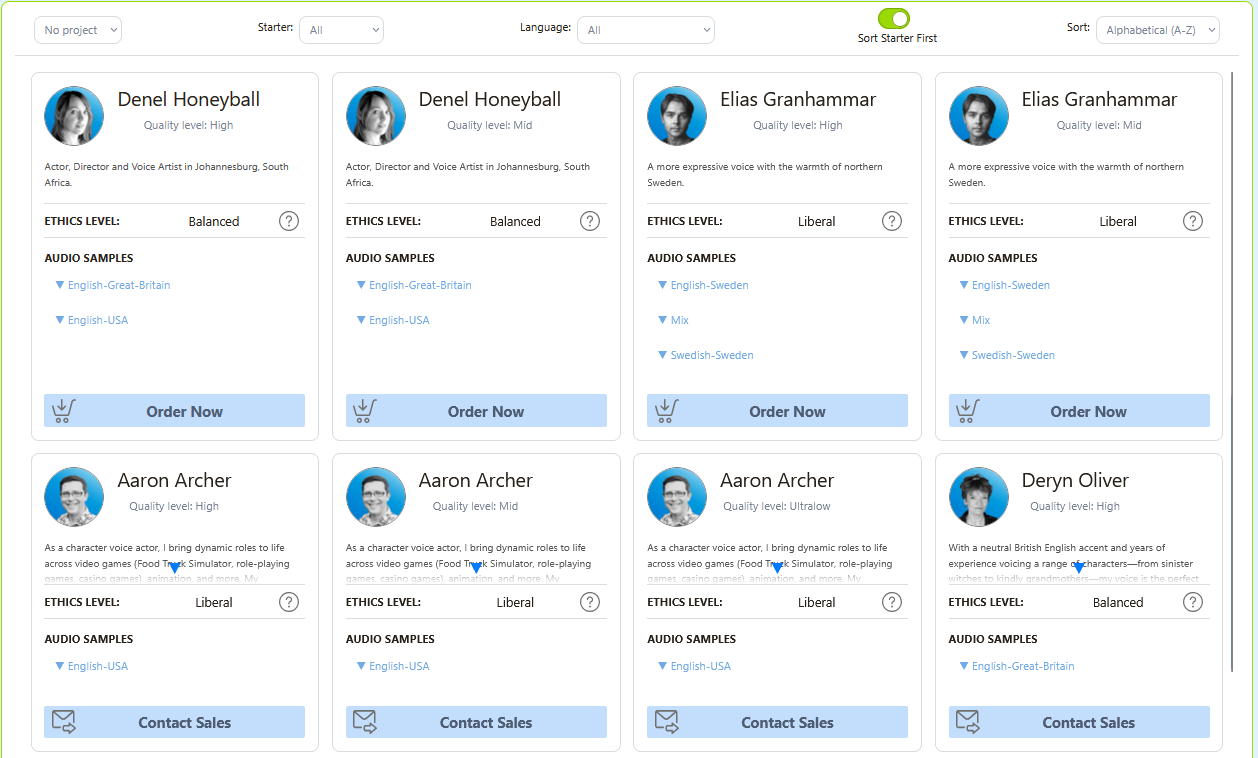 No project
Starter:
All
Language:
All
Sort Starter First
Sort:
Alphabetical (A-Z)
Denel Honeyball
Quality level: High
Actor, Director and Voice Artist in Johannesburg, South
Africa.
ETHICS LEVEL: Balanced ?
AUDIO SAMPLES
▼ English-Great-Britain
▼ English-USA
Order Now
Denel Honeyball
Quality level: Mid
Actor, Director and Voice Artist in Johannesburg, South
Africa.
ETHICS LEVEL: Balanced ?
AUDIO SAMPLES
▼ English-Great-Britain
▼ English-USA
Order Now
Elias Granhammar
Quality level: High
A more expressive voice with the warmth of northern
Sweden.
ETHICS LEVEL: Liberal ?
AUDIO SAMPLES
▼ English-Sweden
▼ Mix
▼ Swedish-Sweden
Order Now
Elias Granhammar
Quality level: Mid
A more expressive voice with the warmth of northern
Sweden.
ETHICS LEVEL: Liberal ?
AUDIO SAMPLES
▼ English-Sweden
▼ Mix
▼ Swedish-Sweden
Order Now
Aaron Archer
Quality level: High
As a character voice actor, I bring dynamic roles to life
across video games (Food Truck Simulator, role-playing
games, casino games), animation, and more. My
ETHICS LEVEL: Liberal ?
AUDIO SAMPLES
▼ English-USA
Contact Sales
Aaron Archer
Quality level: Mid
As a character voice actor, I bring dynamic roles to life
across video games (Food Truck Simulator, role-playing
games, casino games), animation, and more. My
ETHICS LEVEL: Liberal ?
AUDIO SAMPLES
▼ English-USA
Contact Sales
Aaron Archer
Quality level: Ultralow
As a character voice actor, I bring dynamic roles to life
across video games (Food Truck Simulator, role-playing
games, casino games), animation, and more. My
ETHICS LEVEL: Liberal ?
AUDIO SAMPLES
▼ English-USA
Contact Sales
Deryn Oliver
Quality level: High
With a neutral British English accent and years of
experience voicing a range of characters—from sinister
witches to kindly grandmothers—my voice is the perfect
ETHICS LEVEL: Balanced ?
AUDIO SAMPLES
▼ English-Great-Britain
Contact Sales